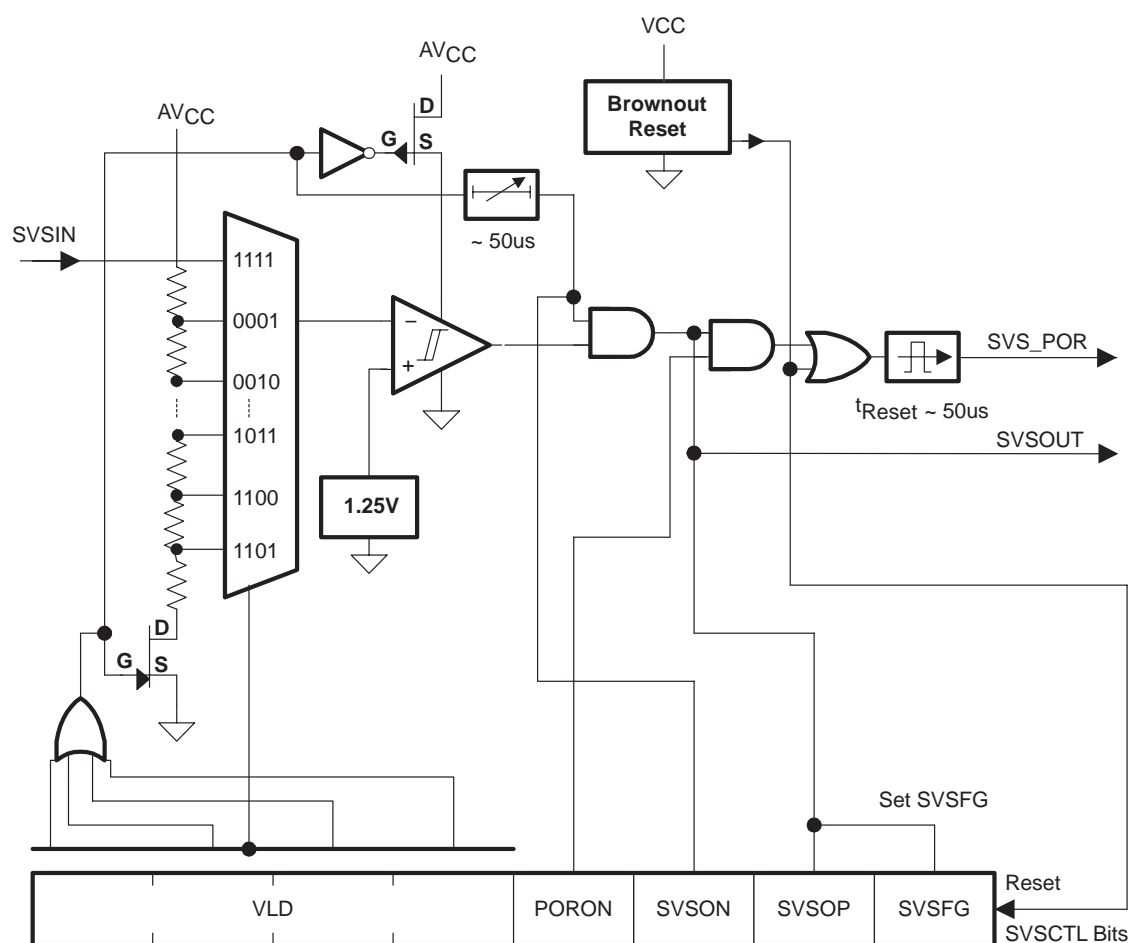 VCC
AVCC
Brownout
Reset
AVCC
D
G S
~ 50us
SVSIN
1111
0001
−
+
0010
1011
1100
1101
1.25V
SVS_POR
tReset ~ 50us
SVSOUT
D
G S
Set SVSFG
Reset
VLD PORON SVSON SVSOP SVSFG
SVSCTL Bits